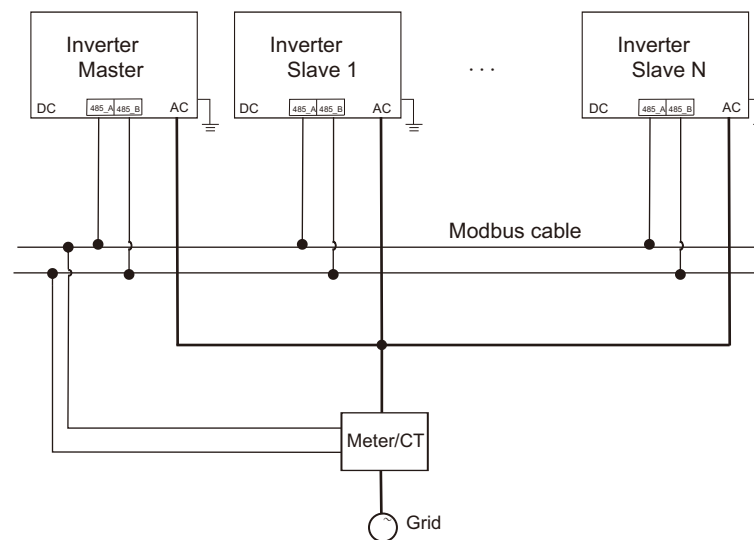 Inverter
Master
DC
485_A 485_B
AC
Inverter
Slave 1
DC
485_A 485_B
AC
...
Inverter
Slave N
DC
485_A 485_B
AC
Modbus cable
Meter/CT
~
Grid